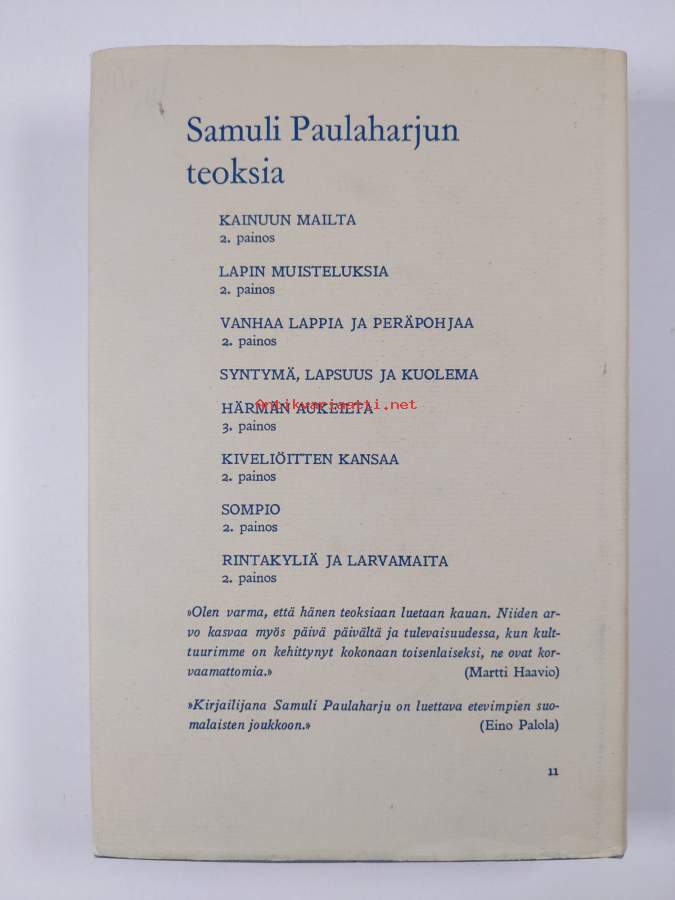 Samuli Paulaharjun
teoksia
KAINUUN MAILTA
2. painos
LAPIN MUISTELUKSIA
2. painos
VANHAA LAPPIA JA PERÄPOHJAA
2. painos
SYNTYMÄ, LAPSUUS JA KUOLEMA
HÄRMÄN AUKEILTA
Antikvariaatti.net
3. painos
KIVELIÖITTEN KANSAA
2. painos
SOMPIO
2. painos
RINTAKYLIÄ JA LARVAMAITA
2. painos
»Olen varma, että hänen teoksiaan luetaan kauan. Niiden ar-
vo kasvaa myös päivä päivältä ja tulevaisuudessa, kun kult-
tuurimme on kehittynyt kokonaan toisenlaiseksi, ne ovat kor-
vaamattomia.» (Martti Haavio)
»Kirjailijana Samuli Paulaharju on luettava etevimpien suo-
malaisten joukkoon.» (Eino Palola)
11